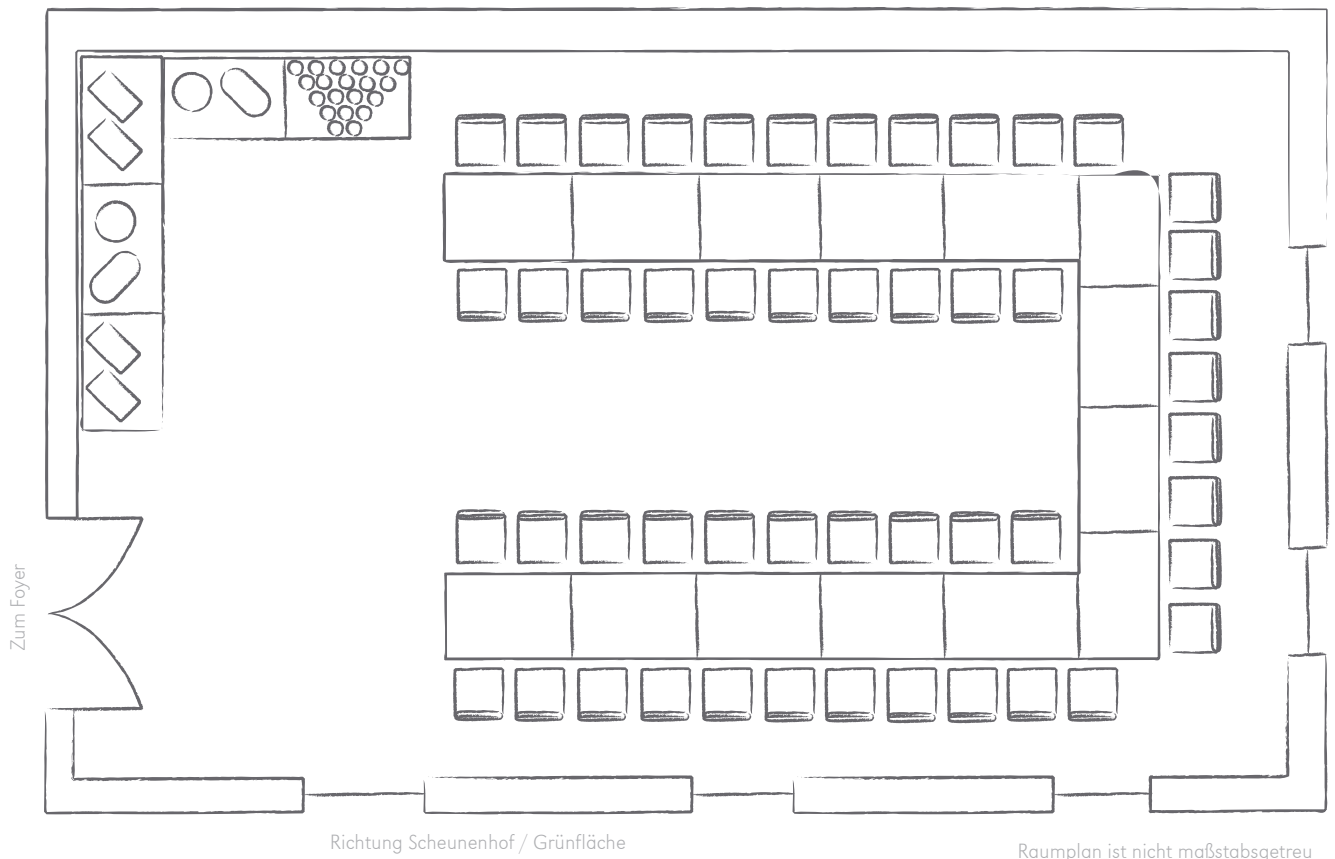 Zum Foyer
Richtung Scheunenhof / Grünfläche
Raumplan ist nicht maßstabsgetreu